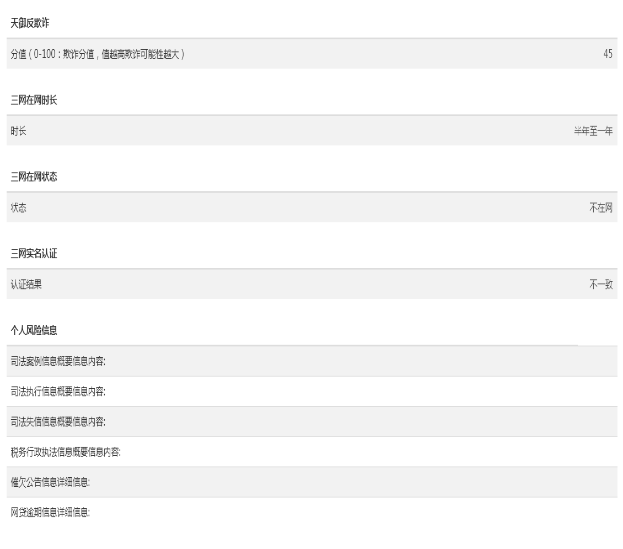 天御反欺诈
分值（0-100：欺诈分值，值越高欺诈可能性越大） 45
三网在网时长
时长 半年至一年
三网在网状态
状态 不在网
三网实名认证
认证结果 不一致
个人风险信息
司法案例信息概要信息内容:
司法执行信息概要信息内容:
司法失信信息概要信息内容:
税务行政执法信息概要信息内容:
催欠公告信息详细信息:
网贷逾期信息详细信息: